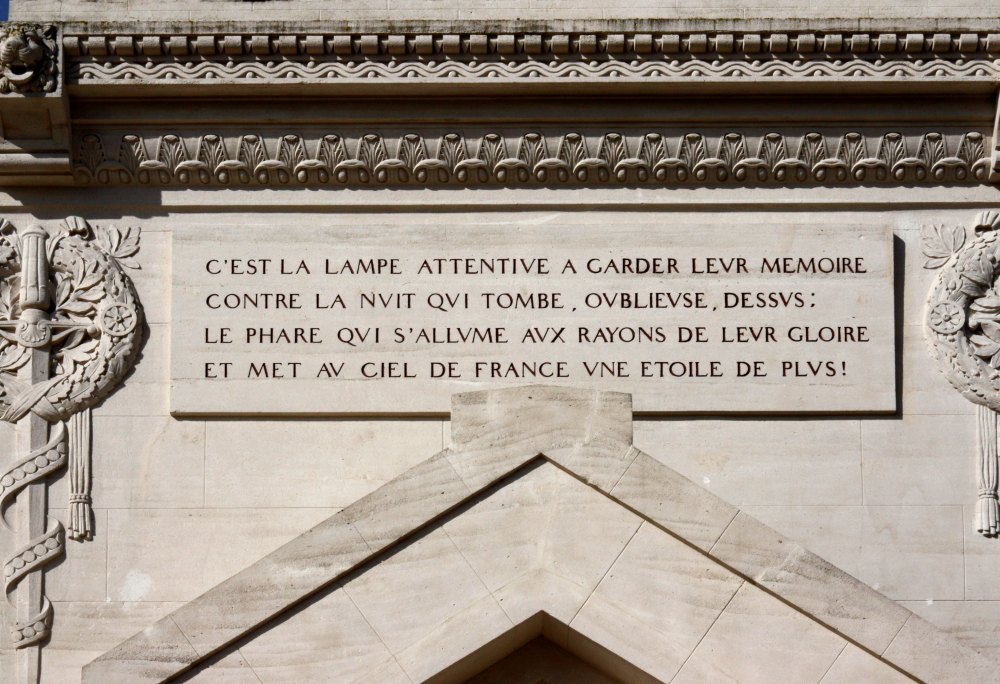 C'EST LA LAMPE ATTENTIVE A GARDER LEVR MEMOIRE
CONTRE LA NVIT QVI TOMBE, OVBLIEVSE, DESSVS:
LE PHARE QVI S'ALLVME AVX RAYONS DE LEVR GLOIRE
ET MET AV CIEL DE FRANCE VNE ETOILE DE PLVS!